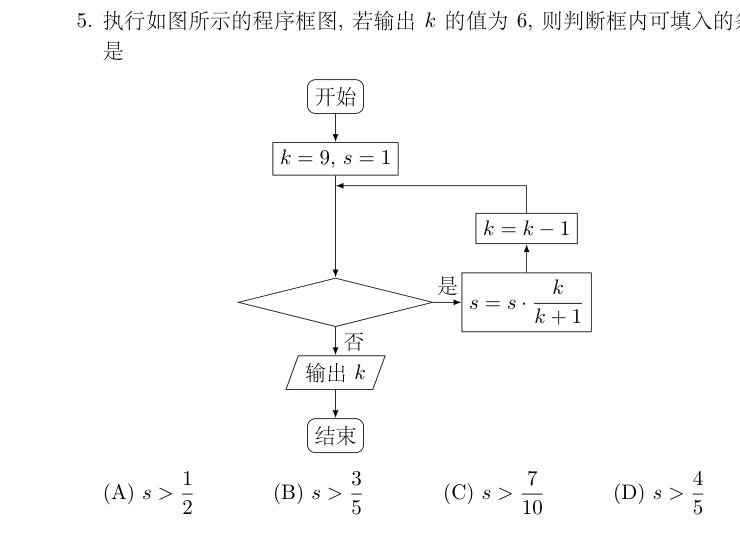 5. 执行如图所示的程序框图, 若输出 k 的值为 6, 则判断框内可填入的
是
开始
k = 9, s = 1
k = k − 1
是
s = s · k/(k + 1)
否
输出 k
结束
(A) s > 1/2 (B) s > 3/5 (C) s > 7/10 (D) s > 4/5